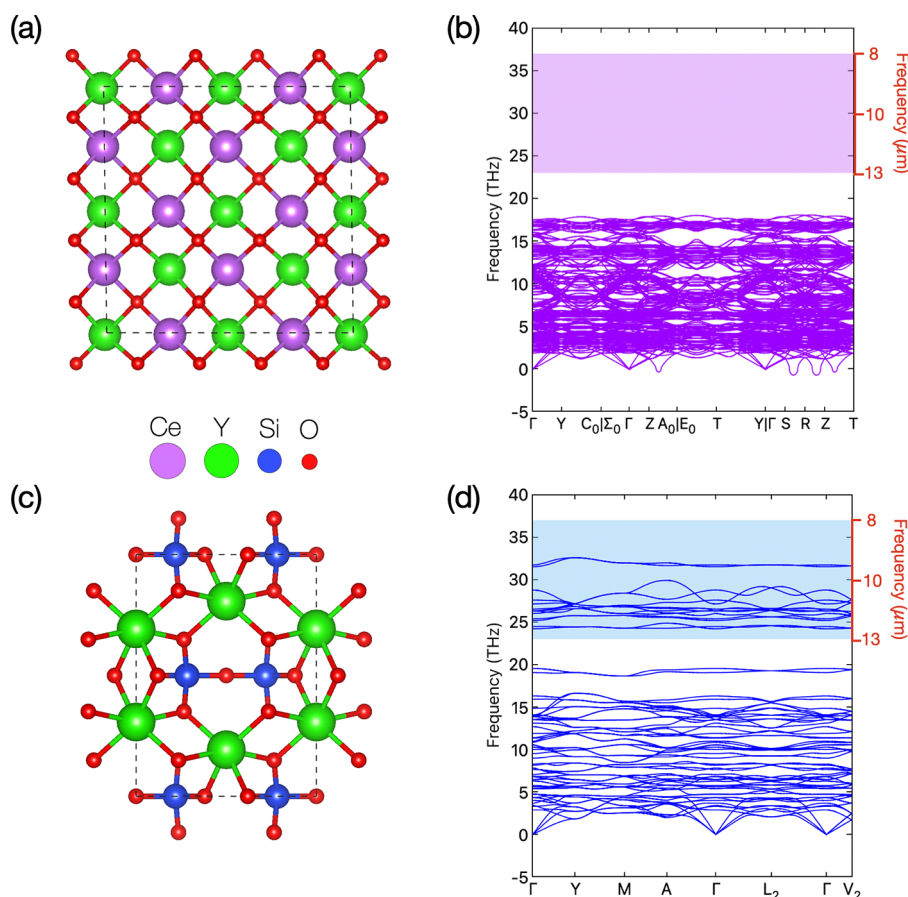 (a)
(b)
40
35
30
25
20
15
10
5
0
-5
Frequency (THz)
8
10
13
Frequency (μm)
Γ Y C₀|Σ₀ Γ Z A₀|E₀ T Y|Γ S R Z T
Ce Y Si O
(c)
(d)
40
35
30
25
20
15
10
5
0
-5
Frequency (THz)
8
10
13
Frequency (μm)
Γ Y M A Γ L₂ Γ V₂